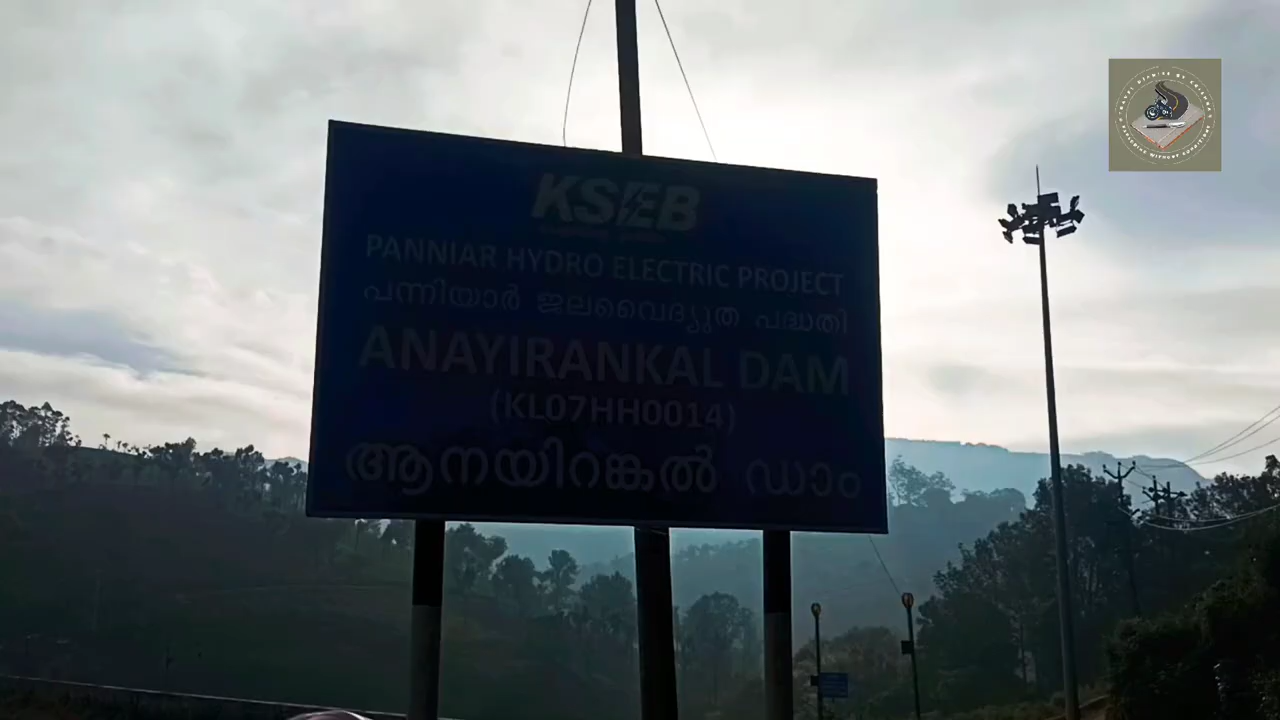 KSEB
PANNIAR HYDRO ELECTRIC PROJECT
പന്നിയാർ ജലവൈദ്യുത പദ്ധതി
ANAYIRANKAL DAM
(KL07HH0014)
ആനയിറങ്കൽ ഡാം